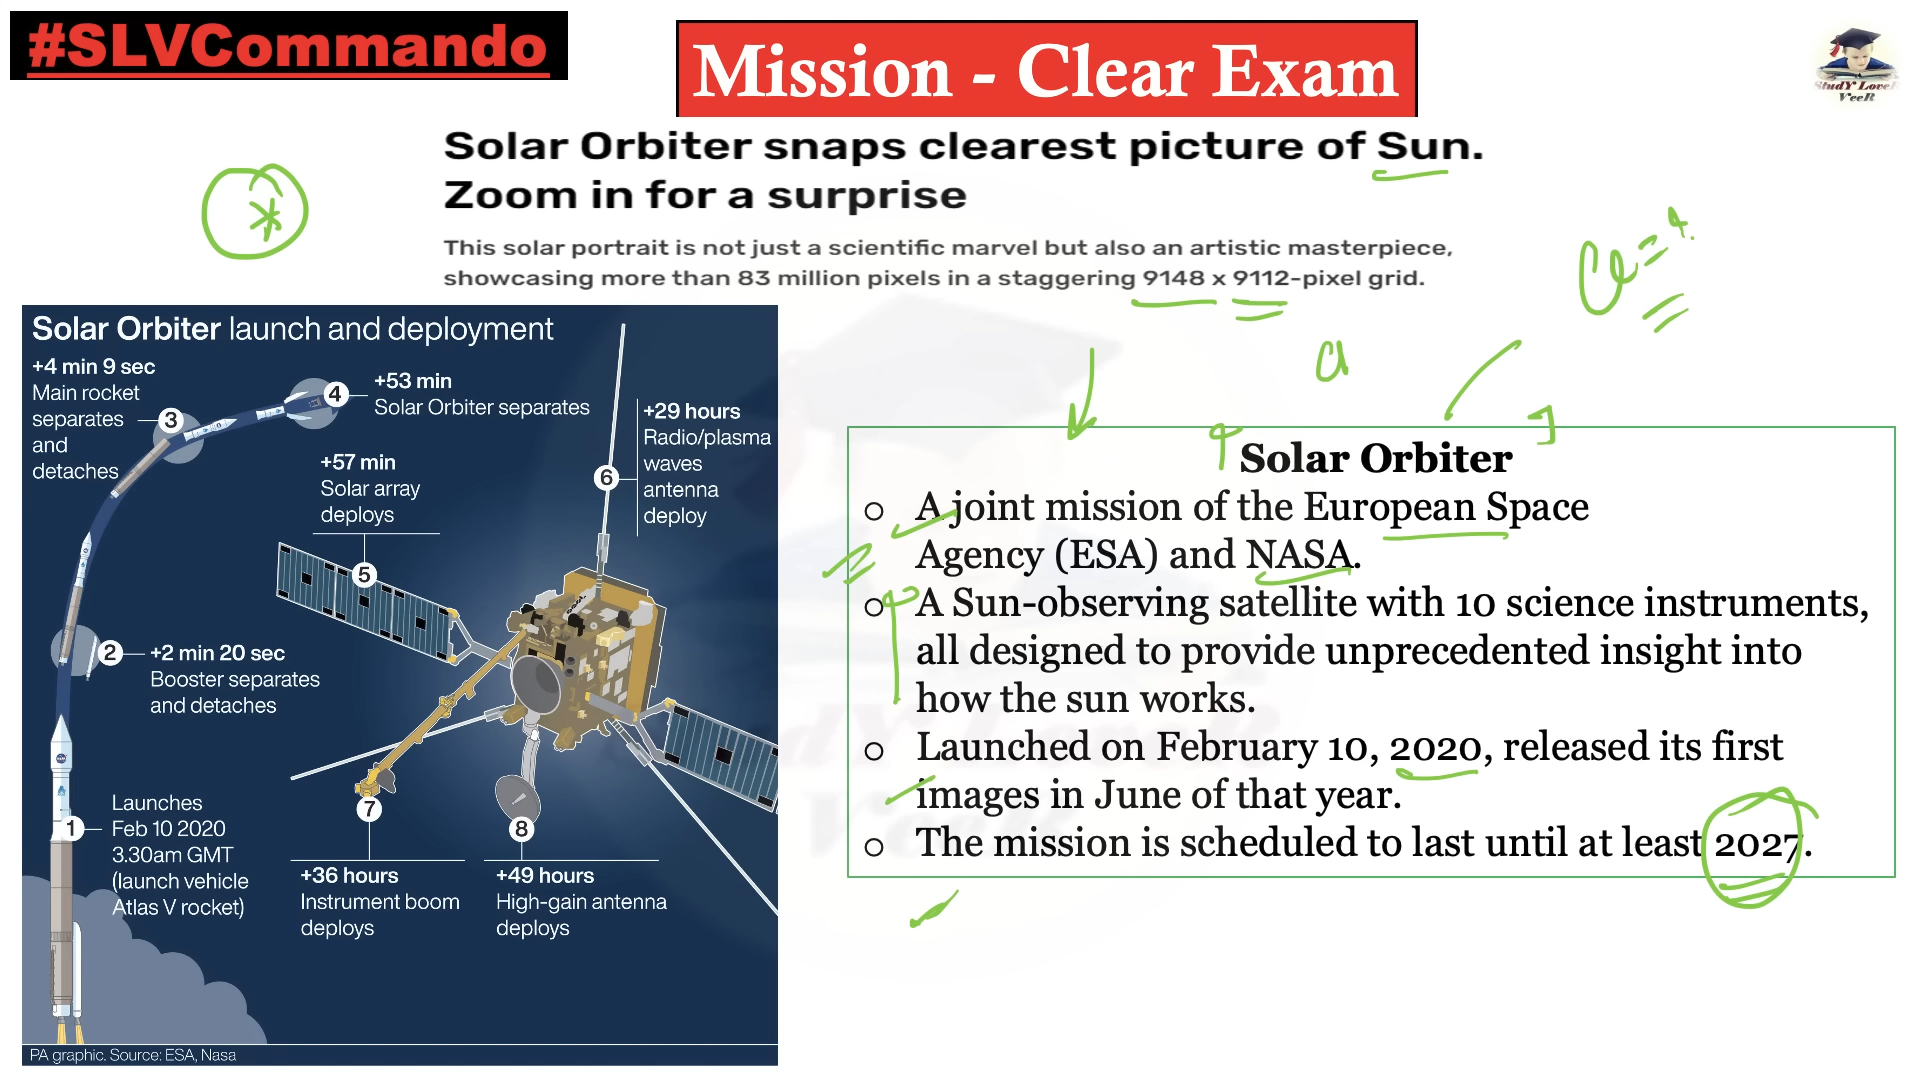 #SLVCommando
Mission - Clear Exam
StudY LoveR
VeeR
Solar Orbiter snaps clearest picture of Sun.
Zoom in for a surprise
This solar portrait is not just a scientific marvel but also an artistic masterpiece,
showcasing more than 83 million pixels in a staggering 9148 x 9112-pixel grid.
Solar Orbiter launch and deployment
+4 min 9 sec
Main rocket
separates
and
detaches
3
4
+53 min
Solar Orbiter separates
+57 min
Solar array
deploys
5
+29 hours
Radio/plasma
waves
antenna
deploy
6
2
+2 min 20 sec
Booster separates
and detaches
1
Launches
Feb 10 2020
3.30am GMT
(launch vehicle
Atlas V rocket)
7
+36 hours
Instrument boom
deploys
8
+49 hours
High-gain antenna
deploys
PA graphic. Source: ESA, Nasa
Solar Orbiter
A joint mission of the European Space
Agency (ESA) and NASA.
A Sun-observing satellite with 10 science instruments,
all designed to provide unprecedented insight into
how the sun works.
Launched on February 10, 2020, released its first
images in June of that year.
The mission is scheduled to last until at least 2027.